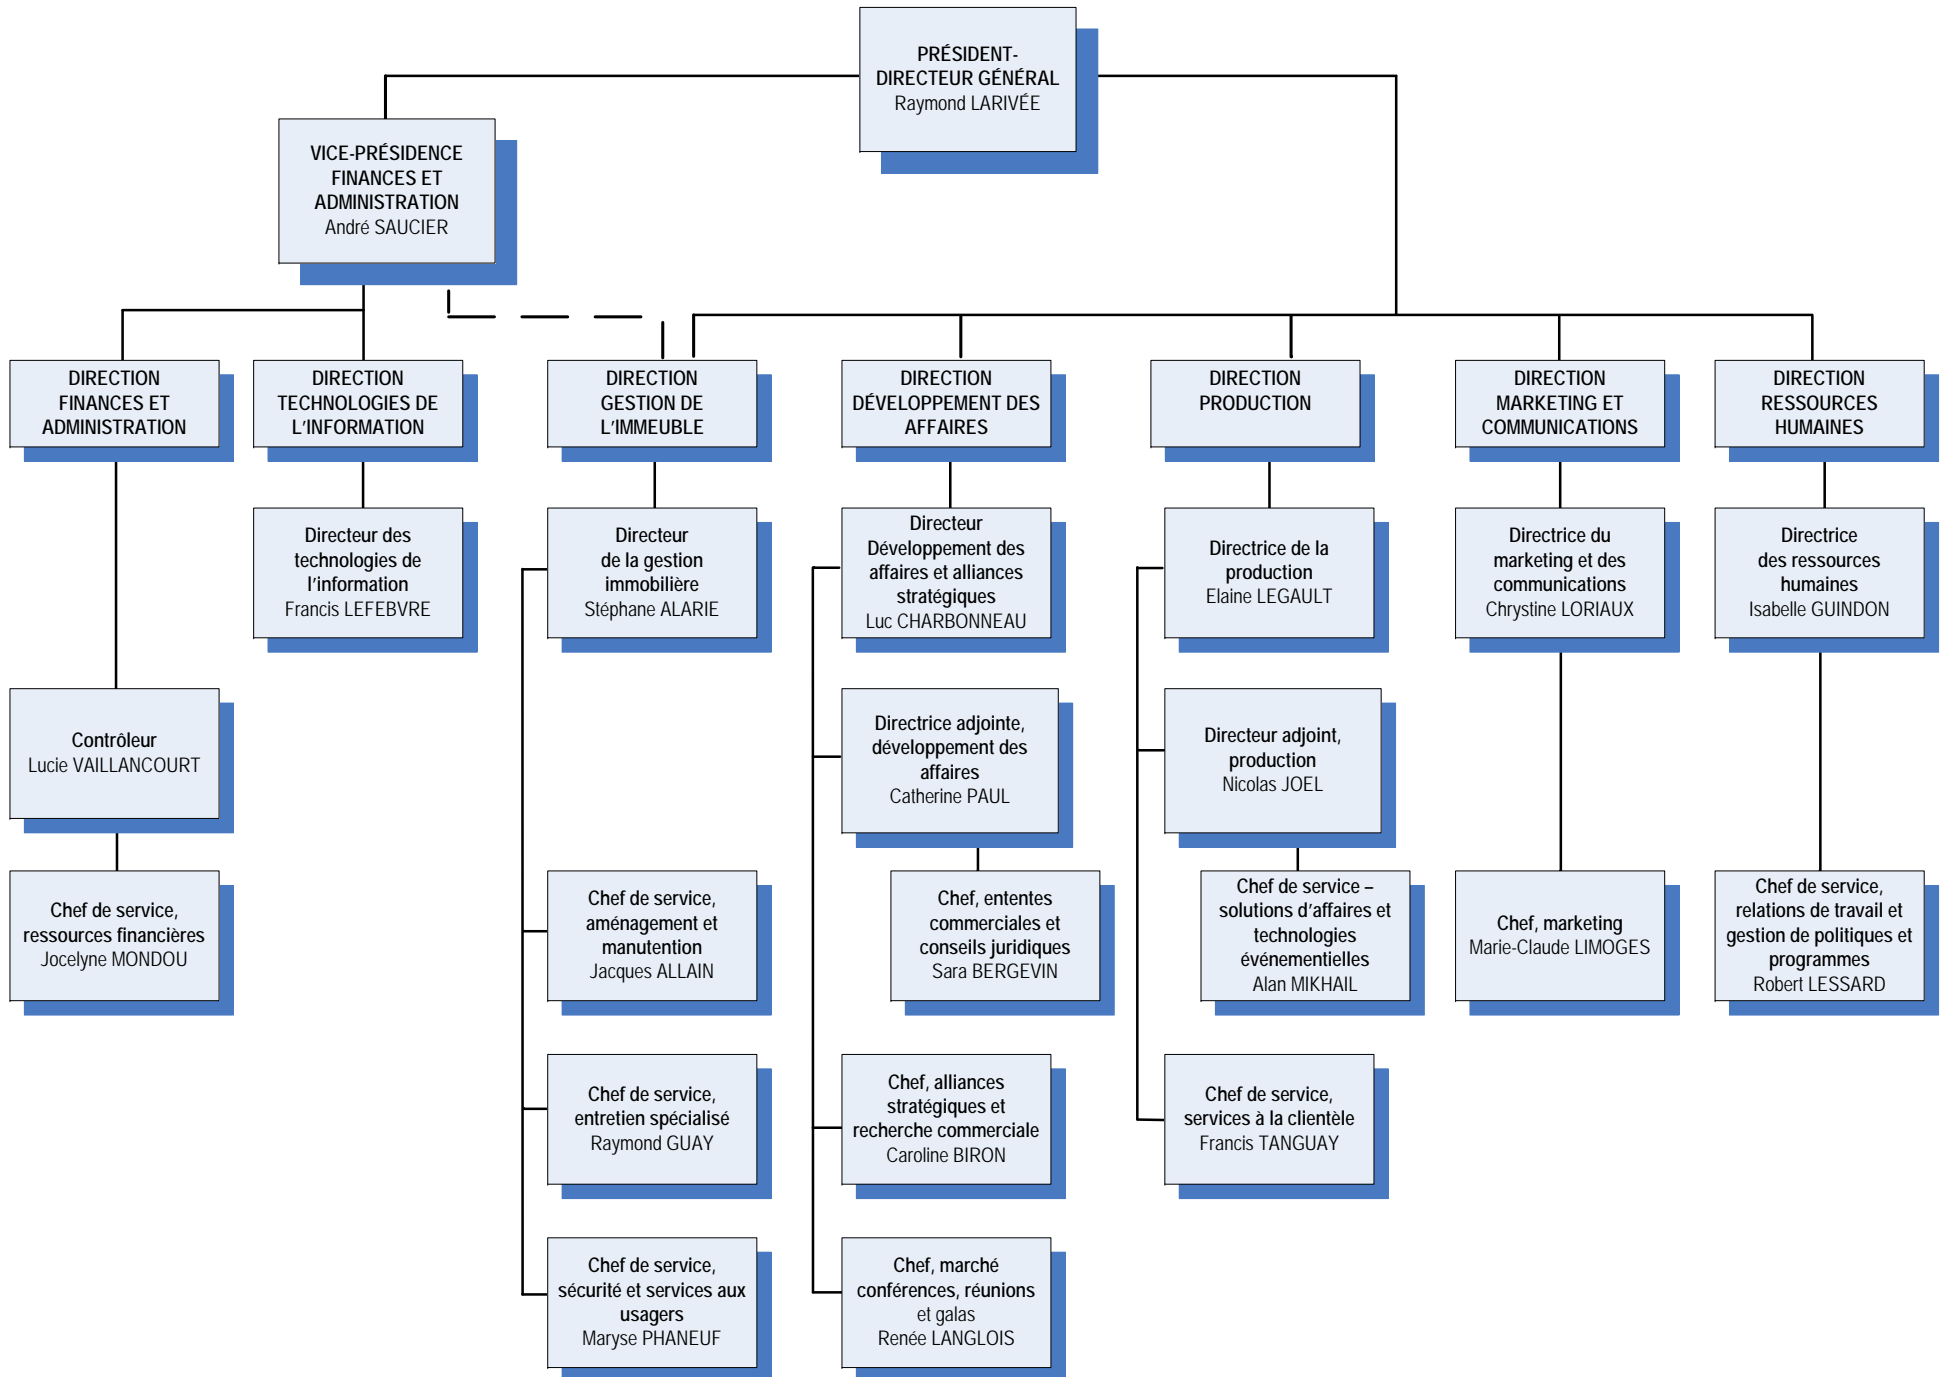 PRÉSIDENT-
DIRECTEUR GÉNÉRAL
Raymond LARIVÉE
VICE-PRÉSIDENCE
FINANCES ET
ADMINISTRATION
André SAUCIER
DIRECTION
FINANCES ET
ADMINISTRATION
DIRECTION
TECHNOLOGIES DE
L'INFORMATION
DIRECTION
GESTION DE
L'IMMEUBLE
DIRECTION
DÉVELOPPEMENT DES
AFFAIRES
DIRECTION
PRODUCTION
DIRECTION
MARKETING ET
COMMUNICATIONS
DIRECTION
RESSOURCES
HUMAINES
Directeur des
technologies de
l'information
Francis LEFEBVRE
Directeur
de la gestion
immobilière
Stéphane ALARIE
Directeur
Développement des
affaires et alliances
stratégiques
Luc CHARBONNEAU
Directrice de la
production
Elaine LEGAULT
Directrice du
marketing et des
communications
Chrystine LORIAUX
Directrice
des ressources
humaines
Isabelle GUINDON
Contrôleur
Lucie VAILLANCOURT
Directrice adjointe,
développement des
affaires
Catherine PAUL
Directeur adjoint,
production
Nicolas JOEL
Chef de service,
ressources financières
Jocelyne MONDOU
Chef de service,
aménagement et
manutention
Jacques ALLAIN
Chef, ententes
commerciales et
conseils juridiques
Sara BERGEVIN
Chef de service –
solutions d'affaires et
technologies
événementielles
Alan MIKHAIL
Chef, marketing
Marie-Claude LIMOGES
Chef de service,
relations de travail et
gestion de politiques et
programmes
Robert LESSARD
Chef de service,
entretien spécialisé
Raymond GUAY
Chef, alliances
stratégiques et
recherche commerciale
Caroline BIRON
Chef de service,
services à la clientèle
Francis TANGUAY
Chef de service,
sécurité et services aux
usagers
Maryse PHANEUF
Chef, marché
conférences, réunions
et galas
Renée LANGLOIS